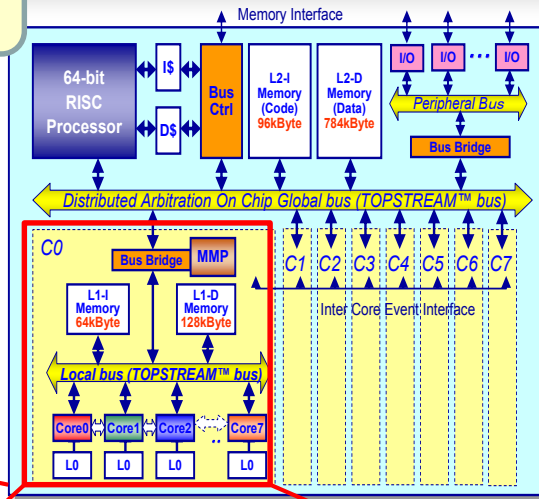 Memory Interface
64-bit
RISC
Processor
I$
D$
Bus
Ctrl
L2-I
Memory
(Code)
96kByte
L2-D
Memory
(Data)
784kByte
I/O
I/O
...
I/O
Peripheral Bus
Bus Bridge
Distributed Arbitration On Chip Global bus (TOPSTREAM™ bus)
C0
Bus Bridge
MMP
C1
C2
C3
C4
C5
C6
C7
L1-I
Memory
64kByte
L1-D
Memory
128kByte
Inter Core Event Interface
Local bus (TOPSTREAM™ bus)
Core0
Core1
Core2
..
Core7
L0
L0
L0
L0